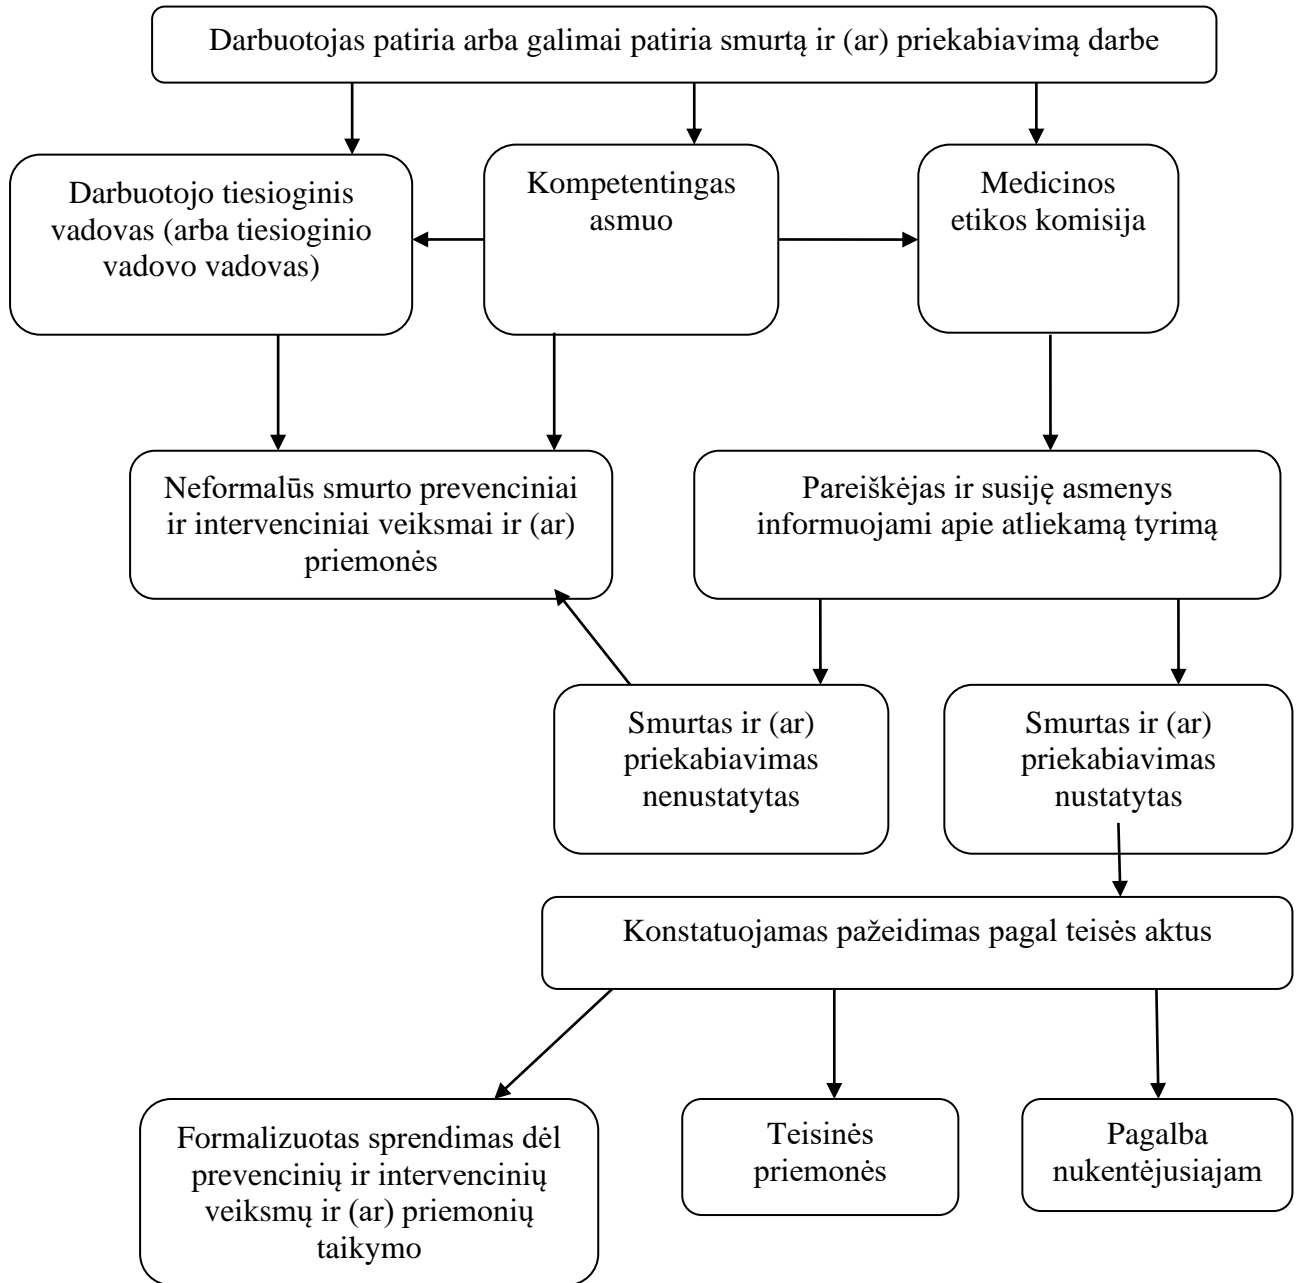 Darbuotojas patiria arba galimai patiria smurtą ir (ar) priekabiavimą darbe
Darbuotojo tiesioginis
vadovas (arba tiesioginio
vadovo vadovas)
Kompetentingas
asmuo
Medicinos
etikos komisija
Neformalūs smurto prevenciniai
ir intervenciniai veiksmai ir (ar)
priemonės
Pareiškėjas ir susiję asmenys
informuojami apie atliekamą tyrimą
Smurtas ir (ar)
priekabiavimas
nenustatytas
Smurtas ir (ar)
priekabiavimas
nustatytas
Konstatuojamas pažeidimas pagal teisės aktus
Formalizuotas sprendimas dėl
prevencinių ir intervencinių
veiksmų ir (ar) priemonių
taikymo
Teisinės
priemonės
Pagalba
nukentėjusiajam